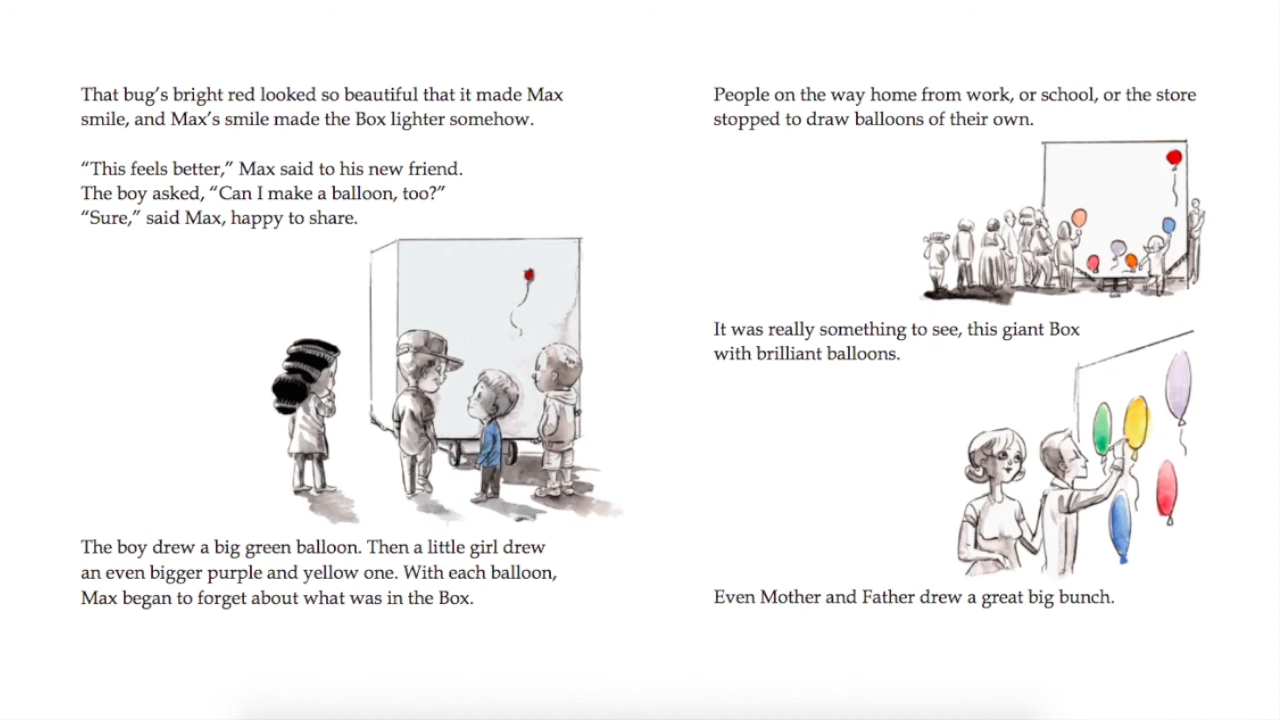 That bug’s bright red looked so beautiful that it made Max
smile, and Max’s smile made the Box lighter somehow.
“This feels better,” Max said to his new friend.
The boy asked, “Can I make a balloon, too?”
“Sure,” said Max, happy to share.
The boy drew a big green balloon. Then a little girl drew
an even bigger purple and yellow one. With each balloon,
Max began to forget about what was in the Box.
People on the way home from work, or school, or the store
stopped to draw balloons of their own.
It was really something to see, this giant Box
with brilliant balloons.
Even Mother and Father drew a great big bunch.